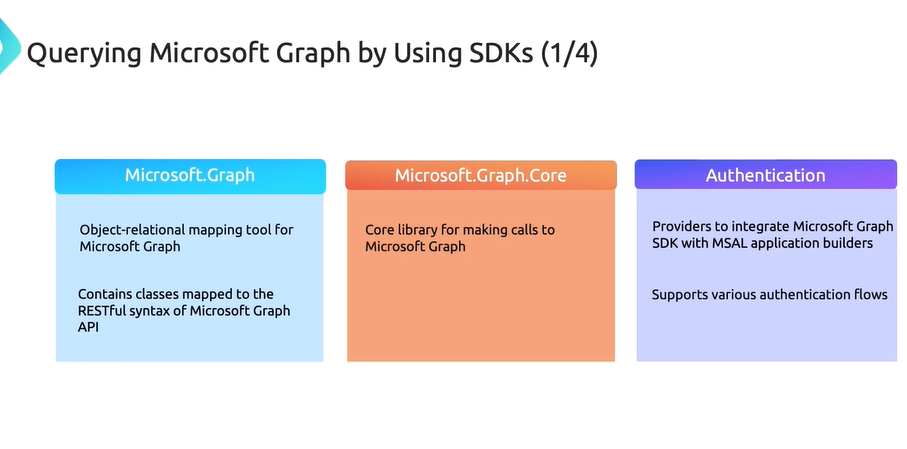 Querying Microsoft Graph by Using SDKs (1/4)
Microsoft.Graph
Object-relational mapping tool for
Microsoft Graph
Contains classes mapped to the
RESTful syntax of Microsoft Graph
API
Microsoft.Graph.Core
Core library for making calls to
Microsoft Graph
Authentication
Providers to integrate Microsoft Graph
SDK with MSAL application builders
Supports various authentication flows